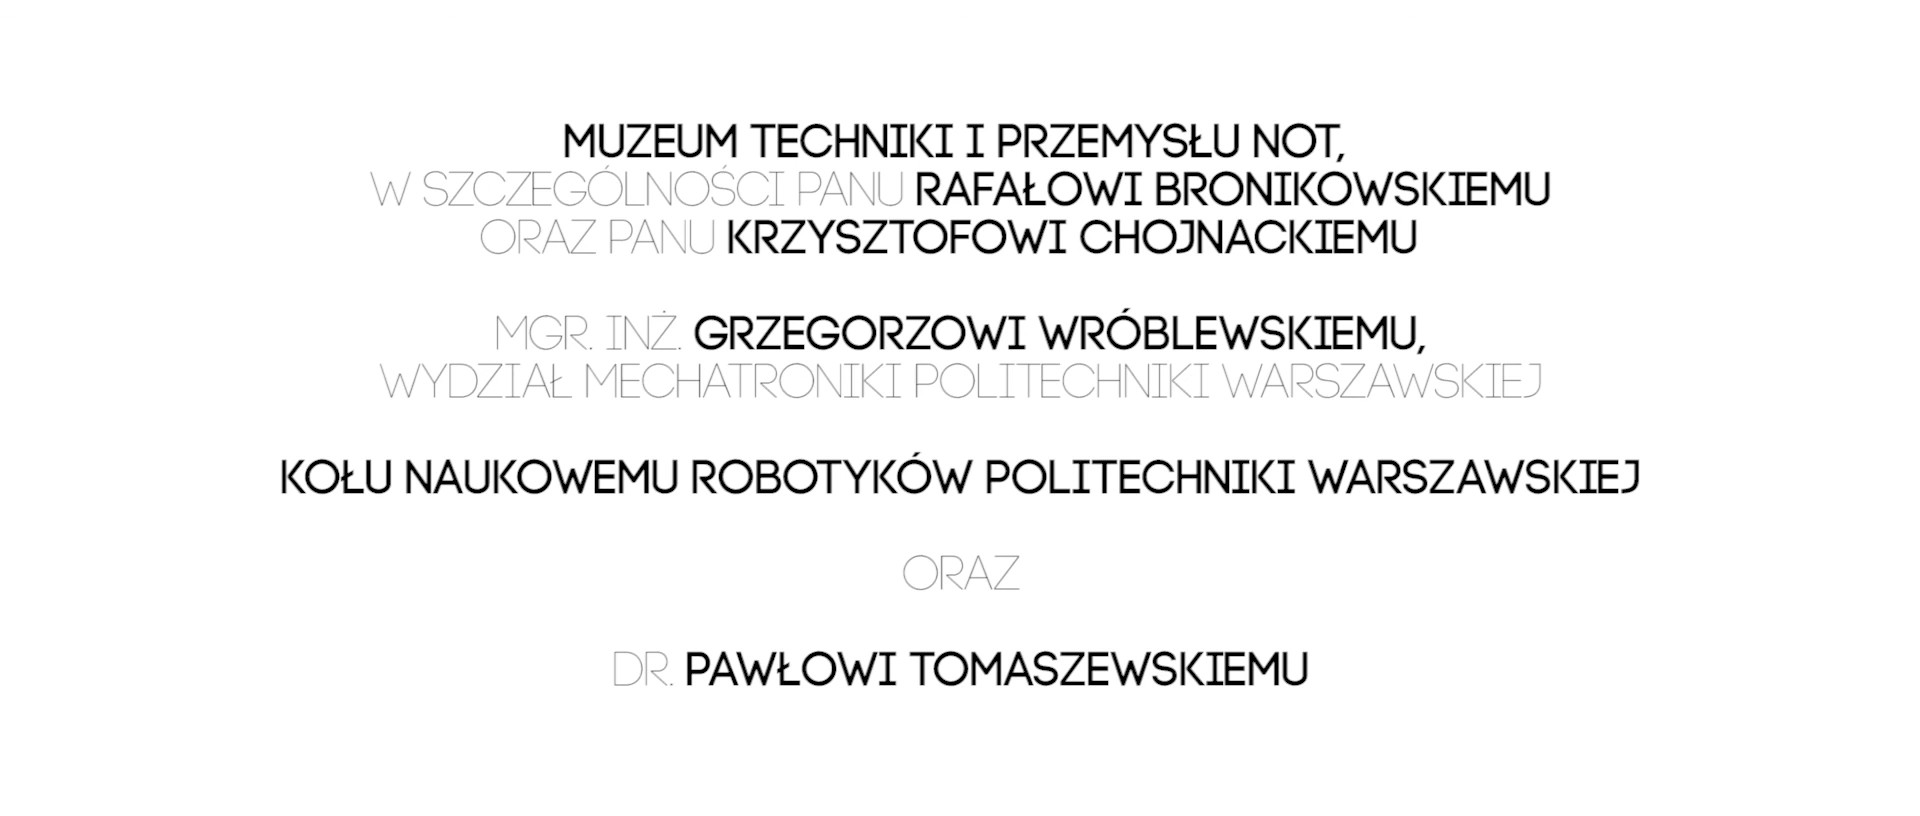 MUZEUM TECHNIKI I PRZEMYSŁU NOT,
W SZCZEGÓLNOŚCI PANU RAFAŁOWI BRONIKOWSKIEMU
ORAZ PANU KRZYSZTOFOWI CHOJNACKIEMU
MGR. INŻ. GRZEGORZOWI WRÓBLEWSKIEMU,
WYDZIAŁ MECHATRONIKI POLITECHNIKI WARSZAWSKIEJ
KOŁU NAUKOWEMU ROBOTYKÓW POLITECHNIKI WARSZAWSKIEJ
ORAZ
DR. PAWŁOWI TOMASZEWSKIEMU